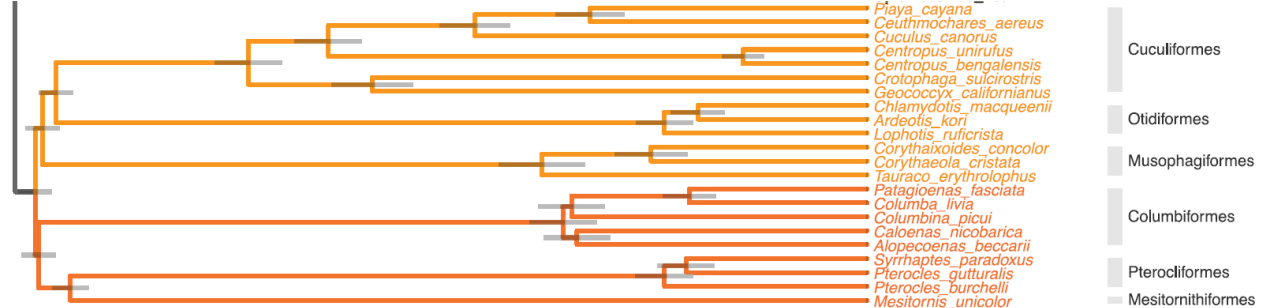 Piaya_cayana
Ceuthmochares_aereus
Cuculus_canorus
Centropus_unirufus
Centropus_bengalensis
Crotophaga_sulcirostris
Geococcyx_californianus
Cuculiformes
Chlamydotis_macqueenii
Ardeotis_kori
Lophotis_ruficrista
Otidiformes
Corythaixoides_concolor
Corythaeola_cristata
Tauraco_erythrolophus
Musophagiformes
Patagioenas_fasciata
Columba_livia
Columbina_picui
Caloenas_nicobarica
Alopecoenas_beccarii
Columbiformes
Syrrhaptes_paradoxus
Pterocles_gutturalis
Pterocles_burchelli
Pterocliformes
Mesitornis_unicolor
Mesitornithiformes